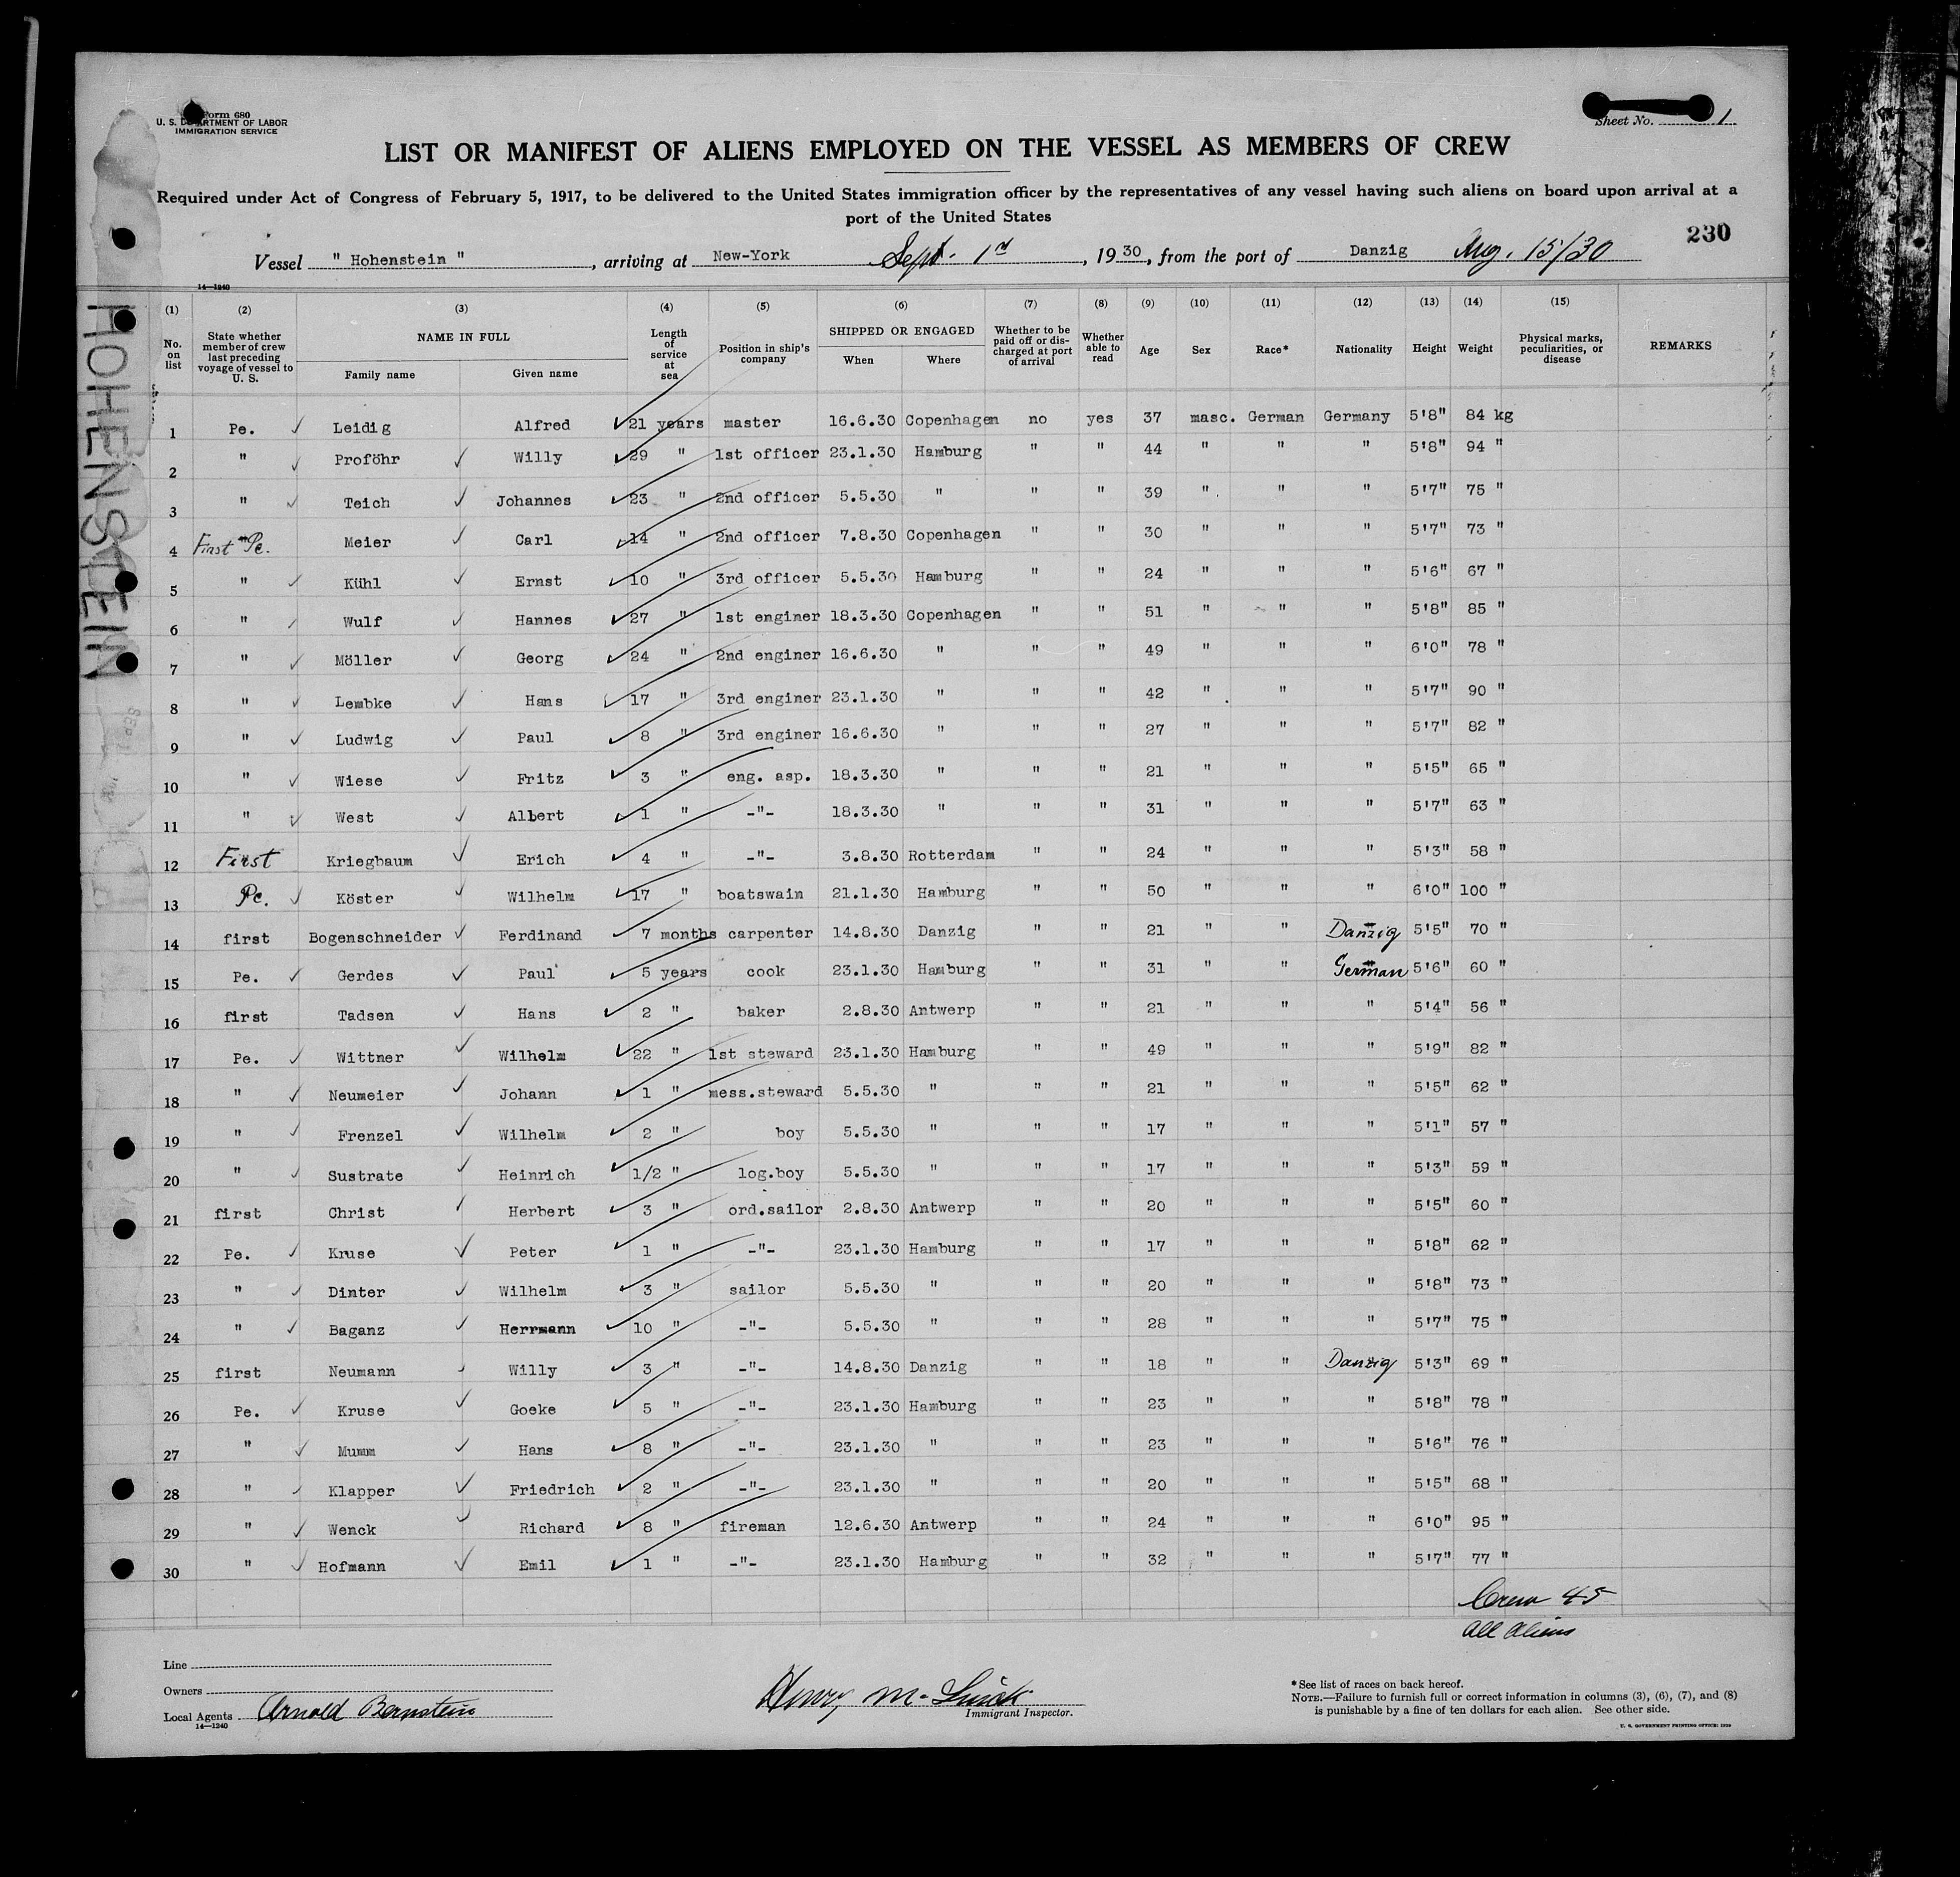 Form 680
U. S. DEPARTMENT OF LABOR
IMMIGRATION SERVICE
Sheet No. 1
LIST OR MANIFEST OF ALIENS EMPLOYED ON THE VESSEL AS MEMBERS OF CREW
Required under Act of Congress of February 5, 1917, to be delivered to the United States immigration officer by the representatives of any vessel having such aliens on board upon arrival at a
port of the United States
230
Vessel " Hohenstein ", arriving at New-York Sept. 1st, 1930, from the port of Danzig Aug. 15/30
14—1240
HOHENSTEIN
(1) (2) (3) (4) (5) (6) (7) (8) (9) (10) (11) (12) (13) (14) (15)
No. on list State whether member of crew last preceding voyage of vessel to U. S. NAME IN FULL Family name Given name Length of service at sea Position in ship's company SHIPPED OR ENGAGED When Where Whether to be paid off or discharged at port of arrival Whether able to read Age Sex Race* Nationality Height Weight Physical marks, peculiarities, or disease REMARKS
1 Pe. Leidig Alfred 21 years master 16.6.30 Copenhagen no yes 37 masc. German Germany 5'8" 84 kg
2 " Proföhr Willy 29 " 1st officer 23.1.30 Hamburg " " 44 " " " 5'8" 94 "
3 " Teich Johannes 23 " 2nd officer 5.5.30 " " " 39 " " " 5'7" 75 "
4 First Pe. Meier Carl 14 " 2nd officer 7.8.30 Copenhagen " " 30 " " " 5'7" 73 "
5 " Kühl Ernst 10 " 3rd officer 5.5.30 Hamburg " " 24 " " " 5'6" 67 "
6 " Wulf Hannes 27 " 1st enginer 18.3.30 Copenhagen " " 51 " " " 5'8" 85 "
7 " Möller Georg 24 " 2nd enginer 16.6.30 " " " 49 " " " 6'0" 78 "
8 " Lembke Hans 17 " 3rd enginer 23.1.30 " " " 42 " " " 5'7" 90 "
9 " Ludwig Paul 8 " 3rd enginer 16.6.30 " " " 27 " " " 5'7" 82 "
10 " Wiese Fritz 3 " eng. asp. 18.3.30 " " " 21 " " " 5'5" 65 "
11 " West Albert 1 " -"- 18.3.30 " " " 31 " " " 5'7" 63 "
12 First Kriegbaum Erich 4 " -"- 3.8.30 Rotterdam " " 24 " " " 5'3" 58 "
13 Pe. Köster Wilhelm 17 " boatswain 21.1.30 Hamburg " " 50 " " " 6'0" 100 "
14 first Bogenschneider Ferdinand 7 months carpenter 14.8.30 Danzig " " 21 " " Danzig 5'5" 70 "
15 Pe. Gerdes Paul 5 years cook 23.1.30 Hamburg " " 31 " " German 5'6" 60 "
16 first Tadsen Hans 2 " baker 2.8.30 Antwerp " " 21 " " " 5'4" 56 "
17 Pe. Wittner Wilhelm 22 " 1st steward 23.1.30 Hamburg " " 49 " " " 5'9" 82 "
18 " Neumeier Johann 1 " mess.steward 5.5.30 " " " 21 " " " 5'5" 62 "
19 " Frenzel Wilhelm 2 " boy 5.5.30 " " " 17 " " " 5'1" 57 "
20 " Sustrate Heinrich 1/2 " log.boy 5.5.30 " " " 17 " " " 5'3" 59 "
21 first Christ Herbert 3 " ord.sailor 2.8.30 Antwerp " " 20 " " " 5'5" 60 "
22 Pe. Kruse Peter 1 " -"- 23.1.30 Hamburg " " 17 " " " 5'8" 62 "
23 " Dinter Wilhelm 3 " sailor 5.5.30 " " " 20 " " " 5'8" 73 "
24 " Baganz Herrmann 10 " -"- 5.5.30 " " " 28 " " " 5'7" 75 "
25 first Neumann Willy 3 " -"- 14.8.30 Danzig " " 18 " " Danzig 5'3" 69 "
26 Pe. Kruse Goeke 5 " -"- 23.1.30 Hamburg " " 23 " " " 5'8" 78 "
27 " Mumm Hans 8 " -"- 23.1.30 " " " 23 " " " 5'6" 76 "
28 " Klapper Friedrich 2 " -"- 23.1.30 " " " 20 " " " 5'5" 68 "
29 " Wenck Richard 8 " fireman 12.6.30 Antwerp " " 24 " " " 6'0" 95 "
30 " Hofmann Emil 1 " -"- 23.1.30 Hamburg " " 32 " " " 5'7" 77 "
Crew 45
All Aliens
Line
Owners
Local Agents Arnold Bernstein
14—1240
Henry
Immigrant Inspector.
*See list of races on back hereof.
NOTE.—Failure to furnish full or correct information in columns (3), (6), (7), and (8)
is punishable by a fine of ten dollars for each alien. See other side.